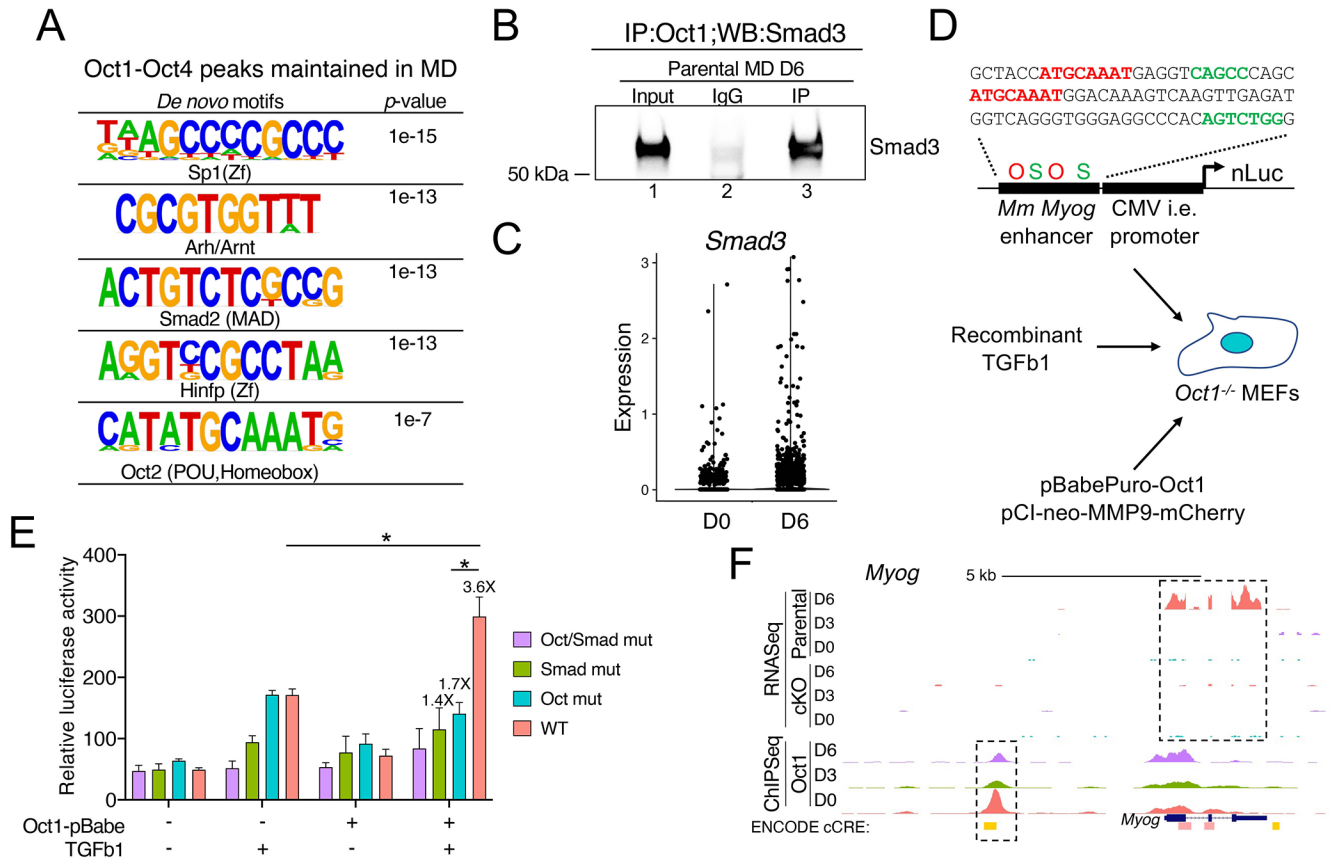 A
Oct1-Oct4 peaks maintained in MD
De novo motifs p-value
TAAGCCCCGCCC 1e-15
Sp1(Zf)
CGCGTGGTTT 1e-13
Arh/Arnt
ACTGTCTCGCCG 1e-13
Smad2 (MAD)
AGGTCCGCCTAA 1e-13
Hinfp (Zf)
CATATGCAAATG 1e-7
Oct2 (POU,Homeobox)
B
IP:Oct1;WB:Smad3
Parental MD D6
Input IgG IP
Smad3
50 kDa
1 2 3
C
Smad3
Expression
3
2
1
0
D0 D6
D
GCTACCATGCAAATGAGGTCAGCCCAGC
ATGCAAATGGACAAAGTCAAGTTGAGAT
GGTCAGGGTGGGAGGCCCACAGTCTGGG
O S O S
nLuc
Mm Myog
enhancer
CMV i.e.
promoter
Recombinant
TGFb1
Oct1-/- MEFs
pBabePuro-Oct1
pCI-neo-MMP9-mCherry
E
Relative luciferase activity
400
300
200
100
0
*
*
3.6X
1.7X
1.4X
Oct/Smad mut
Smad mut
Oct mut
WT
Oct1-pBabe - - + +
TGFb1 - + - +
F
Myog
5 kb
RNASeq
Parental
D6
D3
D0
cKO
D6
D3
D0
ChIPSeq
Oct1
D6
D3
D0
Myog
ENCODE cCRE: